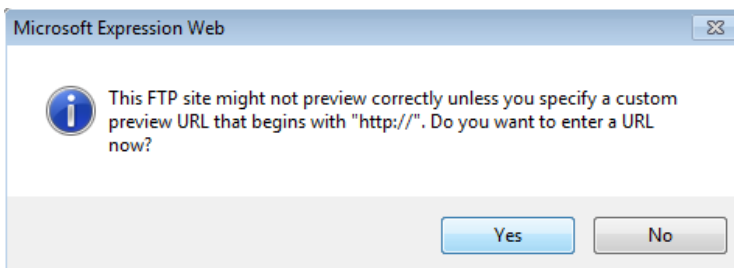 Microsoft Expression Web
This FTP site might not preview correctly unless you specify a custom
preview URL that begins with "http://". Do you want to enter a URL
now?
Yes
No